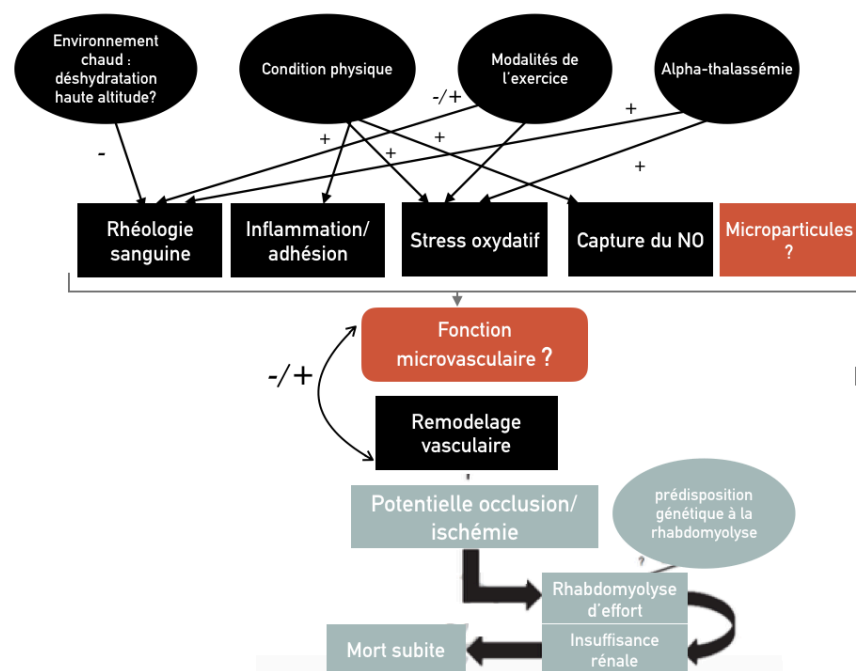 Environnement
chaud :
déshydratation
haute altitude?
Condition physique
Modalités de
l'exercice
Alpha-thalassémie
-/+
-
+
+
+
+
+
Rhéologie
sanguine
Inflammation/
adhésion
Stress oxydatif
Capture du NO
Microparticules
?
Fonction
microvasculaire ?
-/+
Remodelage
vasculaire
Potentielle occlusion/
ischémie
prédisposition
génétique à la
rhabdomyolyse
?
Rhabdomyolyse
d'effort
Insuffisance
rénale
Mort subite